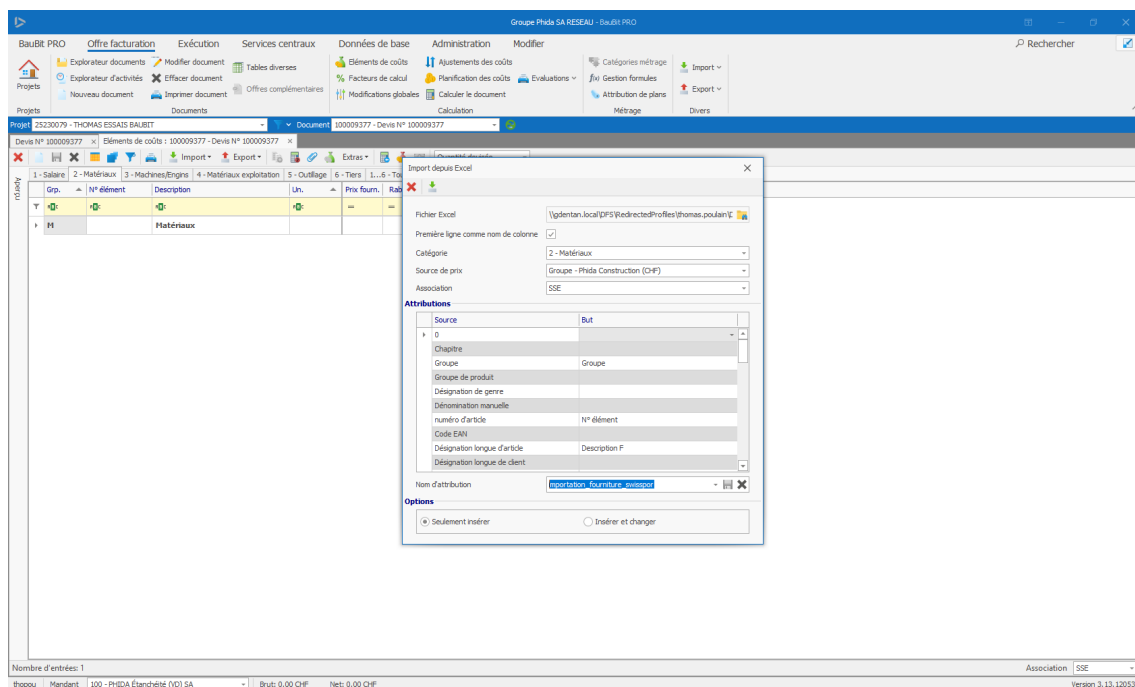 Groupe Phida SA RESEAU - BauBit PRO
BauBit PRO Offre facturation Exécution Services centraux Données de base Administration Modifier Rechercher
Projets
Explorateur documents Modifier document
Explorateur d'activités Effacer document
Nouveau document Imprimer document
Tables diverses
Offres complémentaires
Eléments de coûts Ajustements des coûts
% Facteurs de calcul Planification des coûts Evaluations
Modifications globales Calculer le document
Catégories métrage
f(x) Gestion formules
Attribution de plans
Import
Export
Projets Documents Calculation Métrage Divers
Projet 25230079 - THOMAS ESSAIS BAUBIT Document 100009377 - Devis N° 100009377
Devis N° 100009377 × Eléments de coûts : 100009377 - Devis N° 100009377 ×
Import Export Extras
1 - Salaire 2 - Matériaux 3 - Machines/Engins 4 - Matériaux exploitation 5 - Outillage 6 - Tiers 1...6 - Tou
Aperçu
Grp. N° élément Description Un. Prix fourn. Rab
= =
M Matériaux
Import depuis Excel
Fichier Excel \\gdentan.local\DFS\RedirectedProfiles\thomas.poulain\D
Première ligne comme nom de colonne
Catégorie 2 - Matériaux
Source de prix Groupe - Phida Construction (CHF)
Association SSE
Attributions
Source But
0
Chapitre
Groupe Groupe
Groupe de produit
Désignation de genre
Dénomination manuelle
numéro d'article N° élément
Code EAN
Désignation longue d'article Description F
Désignation longue de client
Nom d'attribution mportation_fourniture_swisspor
Options
Seulement insérer Insérer et changer
Nombre d'entrées: 1 Association SSE
thopou Mandant 100 - PHIDA Étanchéité (VD) SA Brut: 0.00 CHF Net: 0.00 CHF Version 3.13.12053